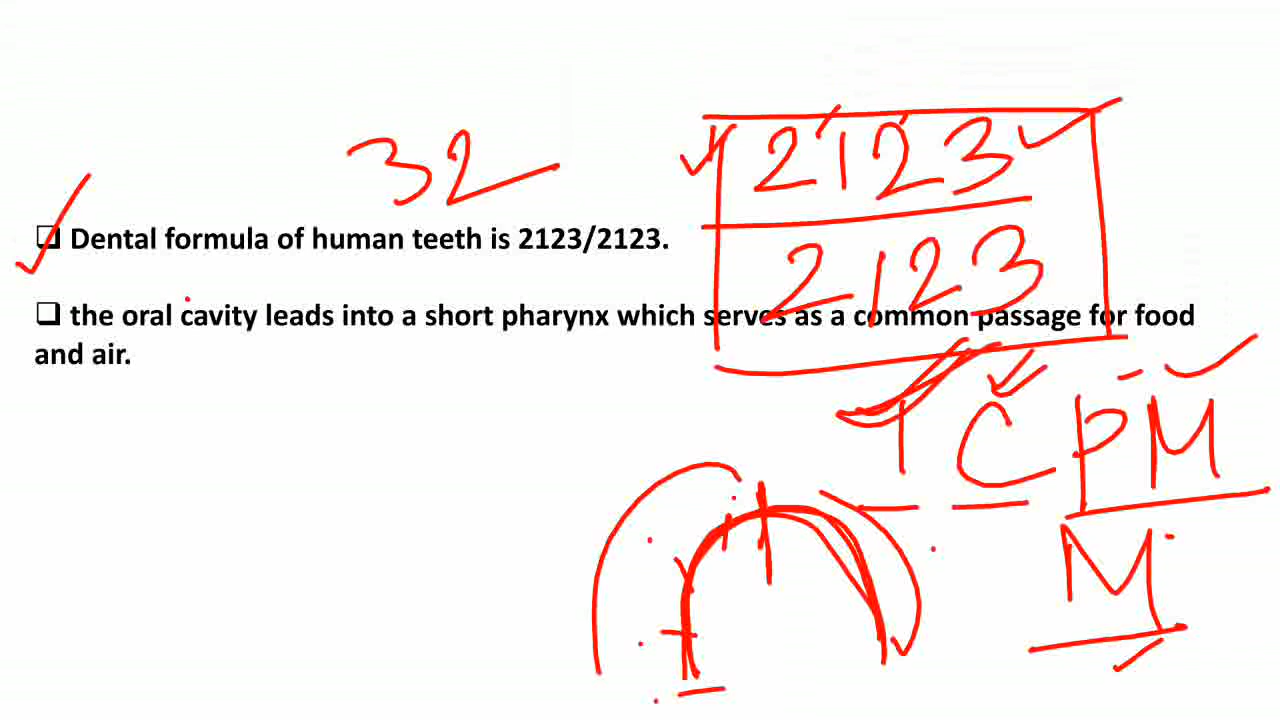 32
2123
2123
❑ Dental formula of human teeth is 2123/2123.
❑ the oral cavity leads into a short pharynx which serves as a common passage for food
and air.
I C PM
M